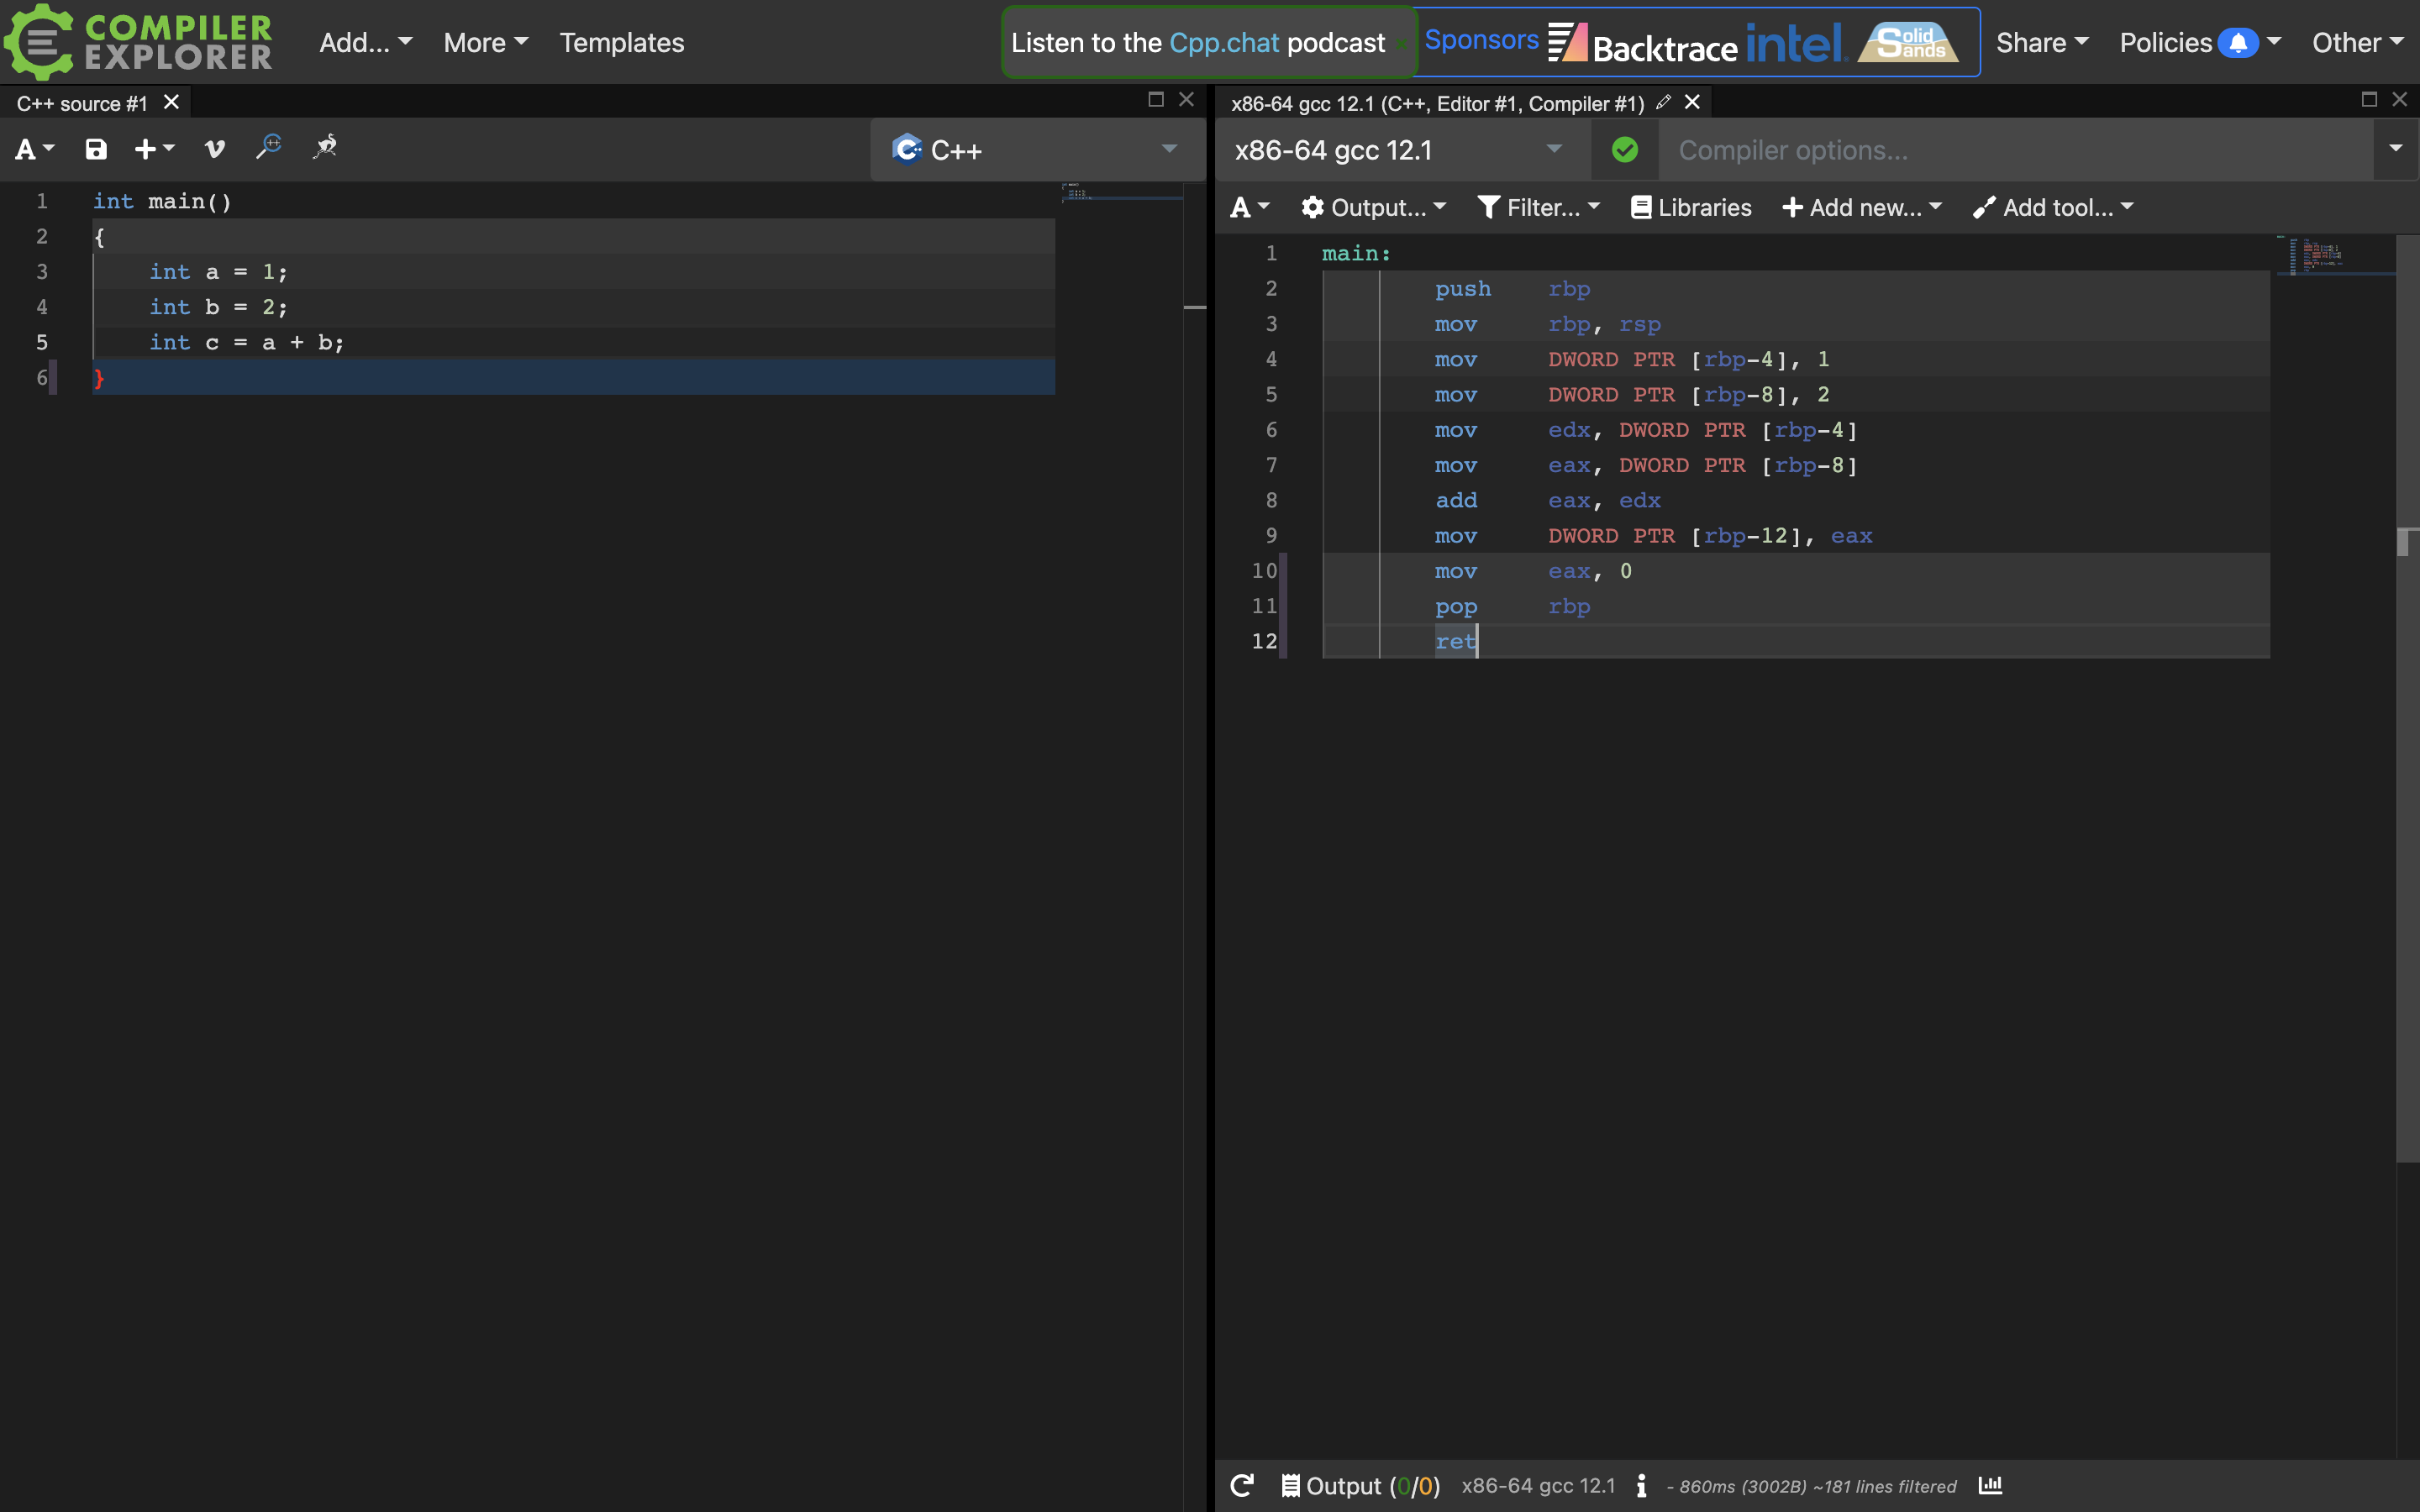 COMPILER
EXPLORER
Add... More Templates
Listen to the Cpp.chat podcast
Sponsors Backtrace intel. Solid Sands
Share Policies Other
C++ source #1
A
C++
1 int main()
2 {
3     int a = 1;
4     int b = 2;
5     int c = a + b;
6 }
x86-64 gcc 12.1 (C++, Editor #1, Compiler #1)
x86-64 gcc 12.1 Compiler options...
A Output... Filter... Libraries Add new... Add tool...
1 main:
2         push    rbp
3         mov     rbp, rsp
4         mov     DWORD PTR [rbp-4], 1
5         mov     DWORD PTR [rbp-8], 2
6         mov     edx, DWORD PTR [rbp-4]
7         mov     eax, DWORD PTR [rbp-8]
8         add     eax, edx
9         mov     DWORD PTR [rbp-12], eax
10         mov     eax, 0
11         pop     rbp
12         ret
Output (0/0) x86-64 gcc 12.1 i - 860ms (3002B) ~181 lines filtered